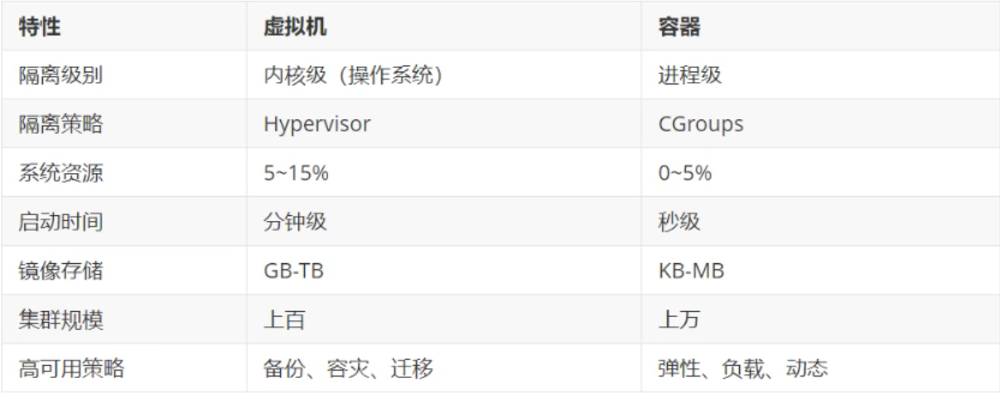 特性 虚拟机 容器
隔离级别 内核级（操作系统） 进程级
隔离策略 Hypervisor CGroups
系统资源 5~15% 0~5%
启动时间 分钟级 秒级
镜像存储 GB-TB KB-MB
集群规模 上百 上万
高可用策略 备份、容灾、迁移 弹性、负载、动态